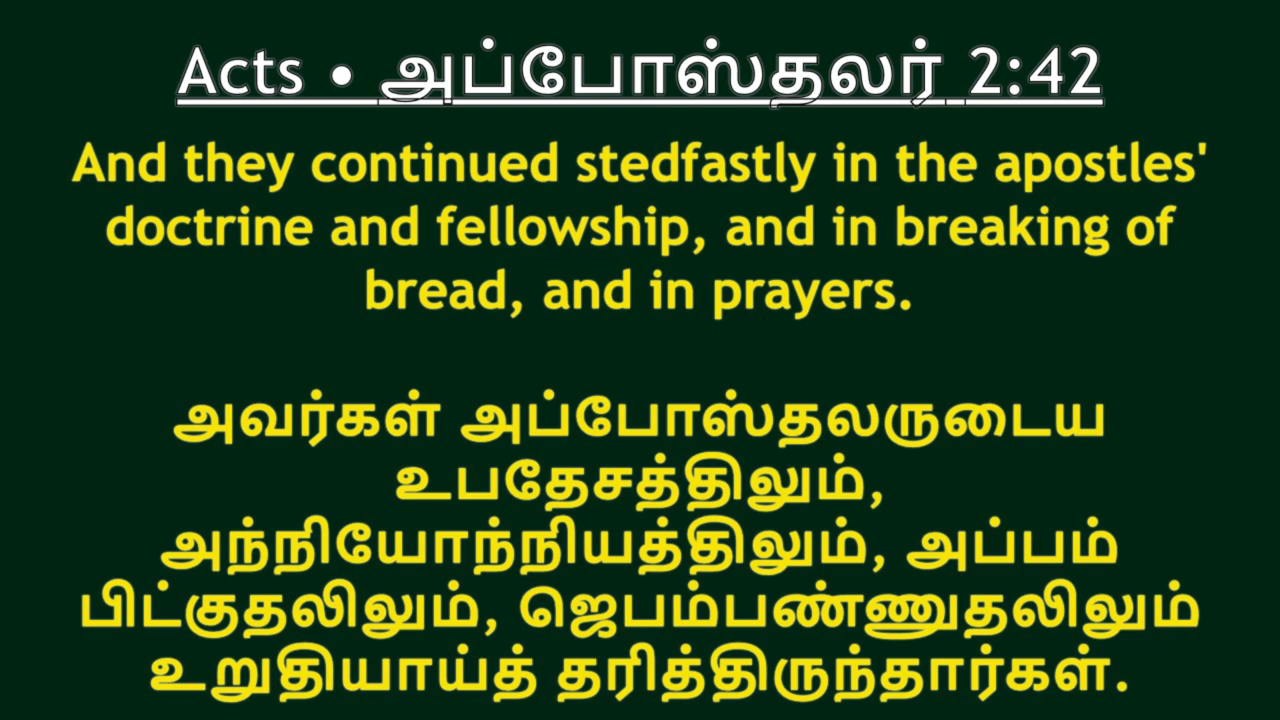 Acts • அப்போஸ்தலர் 2:42
And they continued stedfastly in the apostles'
doctrine and fellowship, and in breaking of
bread, and in prayers.
அவர்கள் அப்போஸ்தலருடைய
உபதேசத்திலும்,
அந்நியோந்நியத்திலும், அப்பம்
பிட்குதலிலும், ஜெபம்பண்ணுதலிலும்
உறுதியாய்த் தரித்திருந்தார்கள்.